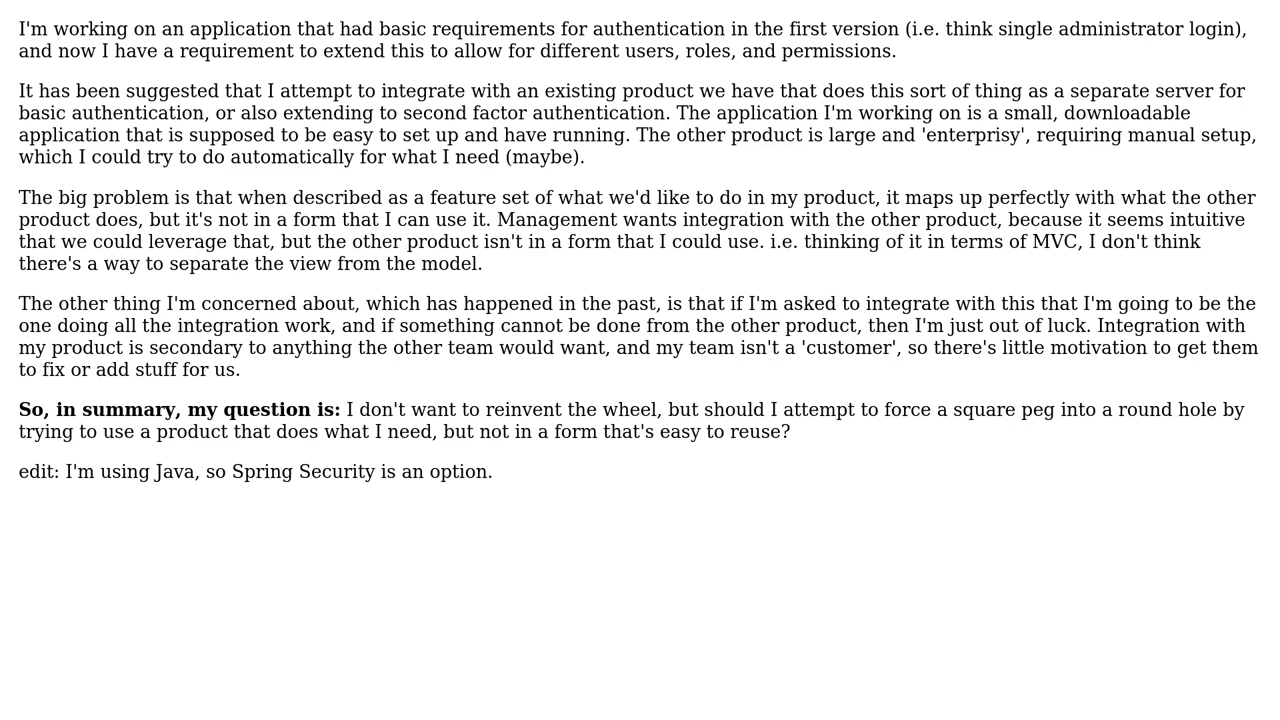 I'm working on an application that had basic requirements for authentication in the first version (i.e. think single administrator login),
and now I have a requirement to extend this to allow for different users, roles, and permissions.
It has been suggested that I attempt to integrate with an existing product we have that does this sort of thing as a separate server for
basic authentication, or also extending to second factor authentication. The application I'm working on is a small, downloadable
application that is supposed to be easy to set up and have running. The other product is large and 'enterprisy', requiring manual setup,
which I could try to do automatically for what I need (maybe).
The big problem is that when described as a feature set of what we'd like to do in my product, it maps up perfectly with what the other
product does, but it's not in a form that I can use it. Management wants integration with the other product, because it seems intuitive
that we could leverage that, but the other product isn't in a form that I could use. i.e. thinking of it in terms of MVC, I don't think
there's a way to separate the view from the model.
The other thing I'm concerned about, which has happened in the past, is that if I'm asked to integrate with this that I'm going to be the
one doing all the integration work, and if something cannot be done from the other product, then I'm just out of luck. Integration with
my product is secondary to anything the other team would want, and my team isn't a 'customer', so there's little motivation to get them
to fix or add stuff for us.
So, in summary, my question is: I don't want to reinvent the wheel, but should I attempt to force a square peg into a round hole by
trying to use a product that does what I need, but not in a form that's easy to reuse?
edit: I'm using Java, so Spring Security is an option.